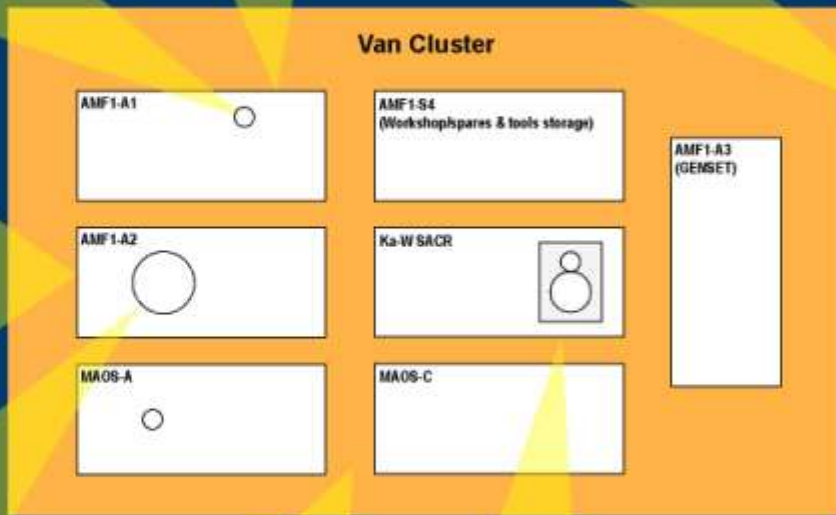 Van Cluster
AMF1-A1
AMF1-S4
(Workshop/spares & tools storage)
AMF1-A3
(GENSET)
AMF1-A2
Ka-W SACR
MAOS-A
MAOS-C